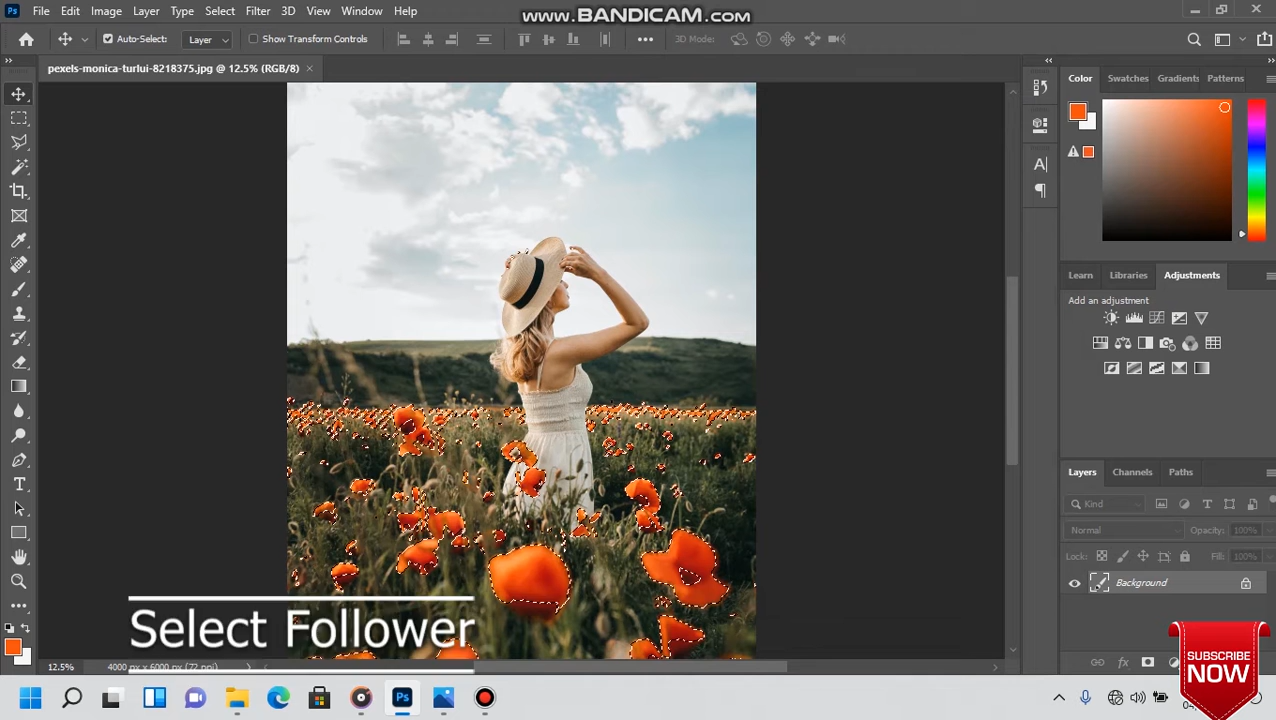 Ps File Edit Image Layer Type Select Filter 3D View Window Help
www.BANDICAM.com
Auto-Select: Layer Show Transform Controls 3D Mode:
pexels-monica-turlui-8218375.jpg @ 12.5% (RGB/8)
Color Swatches Gradients Patterns
Learn Libraries Adjustments
Add an adjustment
Layers Channels Paths
Kind
Normal Opacity: 100%
Lock: Fill: 100%
Background
Select Follower
12.5% 4000 px x 6000 px (72 ppi)
SUBSCRIBE
NOW
Ps